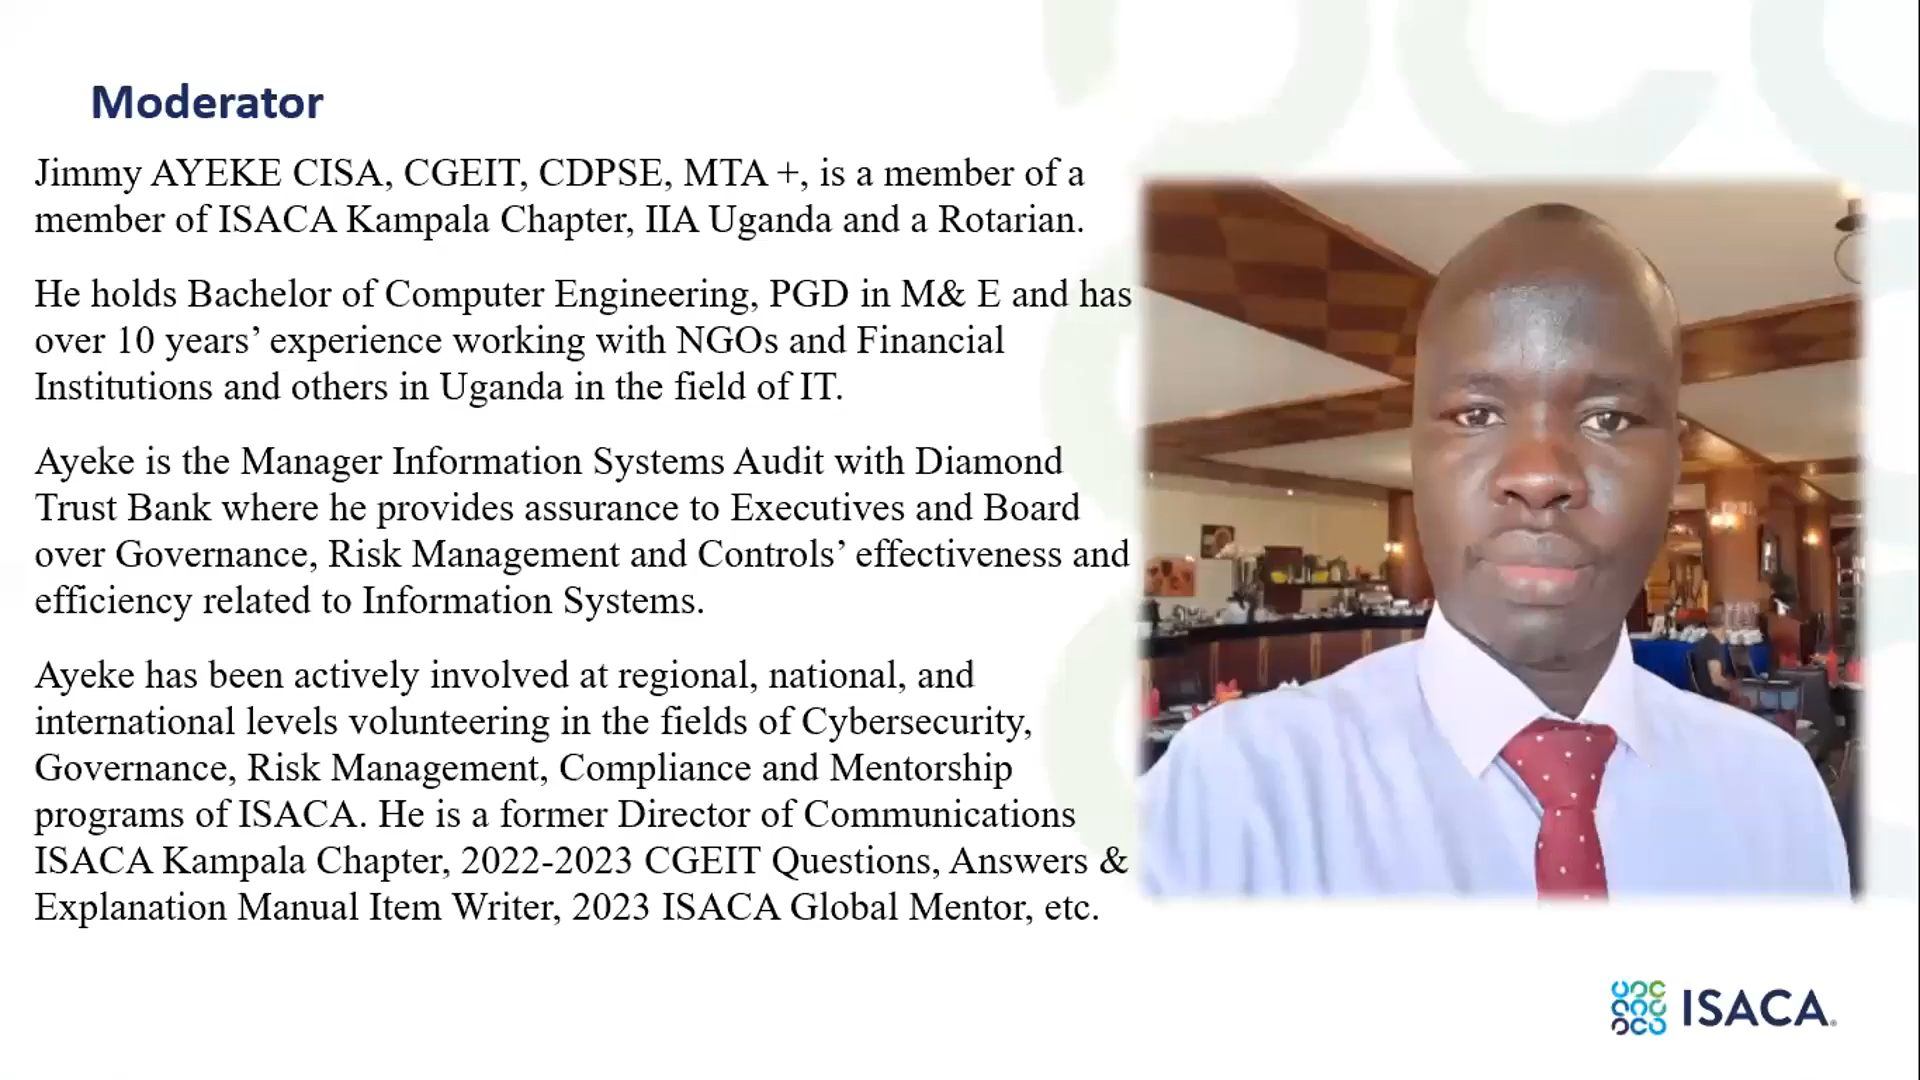 Moderator
Jimmy AYEKE CISA, CGEIT, CDPSE, MTA +, is a member of a
member of ISACA Kampala Chapter, IIA Uganda and a Rotarian.
He holds Bachelor of Computer Engineering, PGD in M& E and has
over 10 years’ experience working with NGOs and Financial
Institutions and others in Uganda in the field of IT.
Ayeke is the Manager Information Systems Audit with Diamond
Trust Bank where he provides assurance to Executives and Board
over Governance, Risk Management and Controls’ effectiveness and
efficiency related to Information Systems.
Ayeke has been actively involved at regional, national, and
international levels volunteering in the fields of Cybersecurity,
Governance, Risk Management, Compliance and Mentorship
programs of ISACA. He is a former Director of Communications
ISACA Kampala Chapter, 2022-2023 CGEIT Questions, Answers &
Explanation Manual Item Writer, 2023 ISACA Global Mentor, etc.
ISACA®